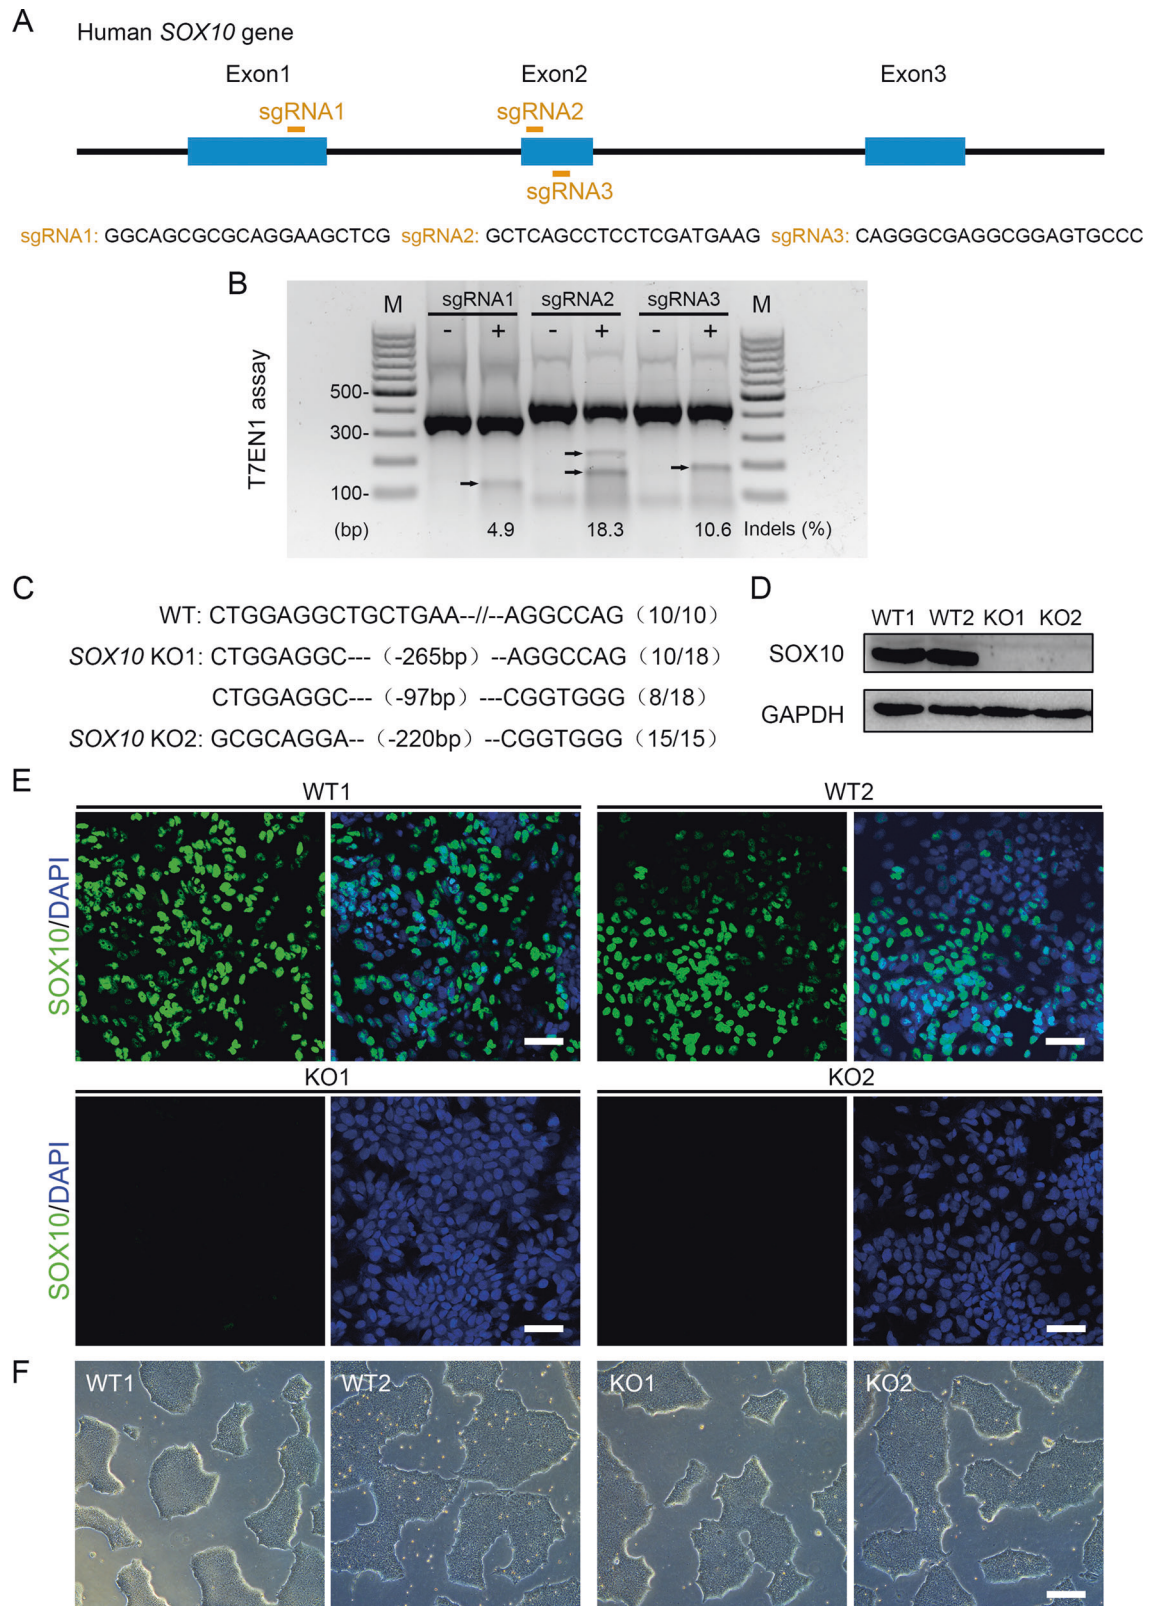 A
Human SOX10 gene
Exon1 Exon2 Exon3
sgRNA1 sgRNA2
sgRNA3
sgRNA1: GGCAGCGCGCAGGAAGCTCG sgRNA2: GCTCAGCCTCCTCGATGAAG sgRNA3: CAGGGCGAGGCGGAGTGCCC
B
M sgRNA1 sgRNA2 sgRNA3 M
- + - + - +
T7EN1 assay
500-
300-
100-
(bp) 4.9 18.3 10.6 Indels (%)
C
WT: CTGGAGGCTGCTGAA--//--AGGCCAG（10/10）
SOX10 KO1: CTGGAGGC---（-265bp）--AGGCCAG（10/18）
CTGGAGGC---（-97bp）---CGGTGGG（8/18）
SOX10 KO2: GCGCAGGA--（-220bp）--CGGTGGG（15/15）
D
WT1 WT2 KO1 KO2
SOX10
GAPDH
E
WT1 WT2
SOX10/DAPI
KO1 KO2
SOX10/DAPI
F
WT1 WT2 KO1 KO2